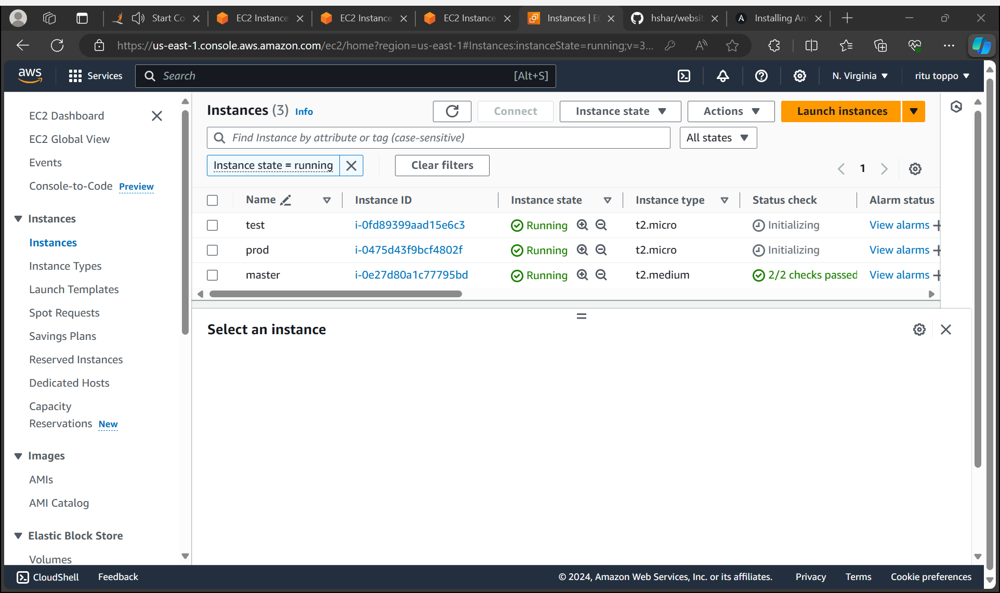 Start Co
EC2 Instance
EC2 Instance
EC2 Instance
Instances | EC
hshar/websit
Installing Ans
https://us-east-1.console.aws.amazon.com/ec2/home?region=us-east-1#Instances:instanceState=running;v=3...
aws
Services
Search
[Alt+S]
N. Virginia
ritu toppo
EC2 Dashboard
EC2 Global View
Events
Console-to-Code Preview
Instances
Instances
Instance Types
Launch Templates
Spot Requests
Savings Plans
Reserved Instances
Dedicated Hosts
Capacity
Reservations New
Images
AMIs
AMI Catalog
Elastic Block Store
Volumes
Instances (3) Info
Connect
Instance state
Actions
Launch instances
Find Instance by attribute or tag (case-sensitive)
All states
Instance state = running
Clear filters
1
Name Instance ID Instance state Instance type Status check Alarm status
test i-0fd89399aad15e6c3 Running t2.micro Initializing View alarms
prod i-0475d43f9bcf4802f Running t2.micro Initializing View alarms
master i-0e27d80a1c77795bd Running t2.medium 2/2 checks passed View alarms
Select an instance
CloudShell
Feedback
© 2024, Amazon Web Services, Inc. or its affiliates.
Privacy
Terms
Cookie preferences